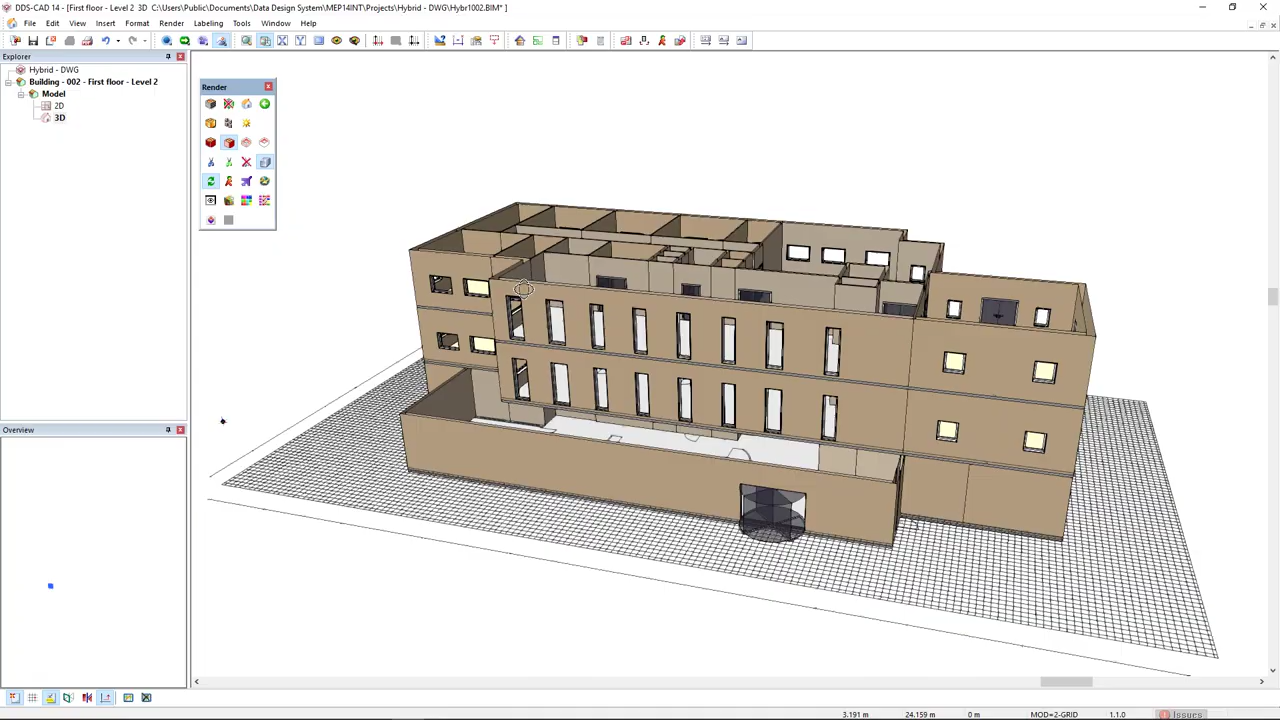 DDS-CAD 14 - [ First floor - Level 2  3D  C:\Users\Public\Documents\Data Design System\MEP14INT\Projects\Hybrid - DWG\Hybr1002.BIM* ]
File Edit View Insert Format Render Labeling Tools Window Help
Explorer
Hybrid - DWG
Building - 002 - First floor - Level 2
Model
2D
3D
Render
Overview
3.191 m 24.159 m 0 m MOD=2-GRID 1.1.0 Issues